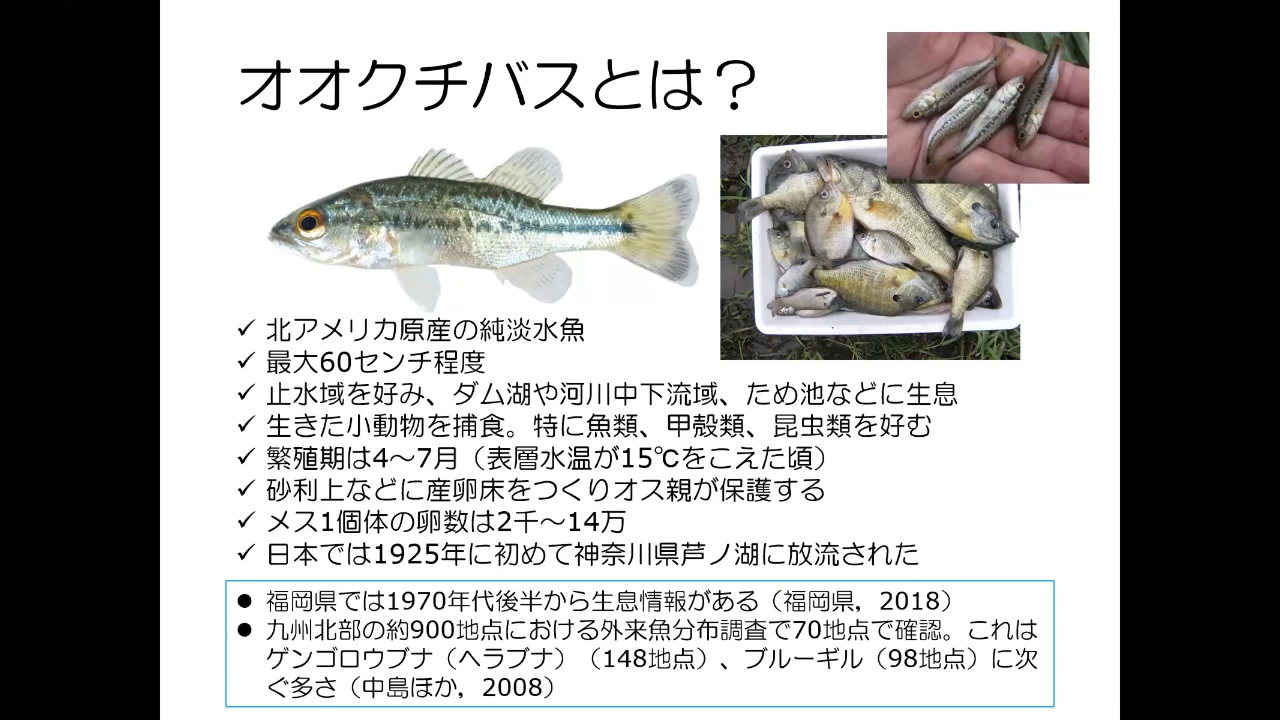 オオクチバスとは？
✓ 北アメリカ原産の純淡水魚
✓ 最大60センチ程度
✓ 止水域を好み、ダム湖や河川中下流域、ため池などに生息
✓ 生きた小動物を捕食。特に魚類、甲殻類、昆虫類を好む
✓ 繁殖期は4～7月（表層水温が15℃をこえた頃）
✓ 砂利上などに産卵床をつくりオス親が保護する
✓ メス1個体の卵数は2千～14万
✓ 日本では1925年に初めて神奈川県芦ノ湖に放流された
● 福岡県では1970年代後半から生息情報がある（福岡県，2018）
● 九州北部の約900地点における外来魚分布調査で70地点で確認。これは
ゲンゴロウブナ（ヘラブナ）（148地点）、ブルーギル（98地点）に次
ぐ多さ（中島ほか，2008）